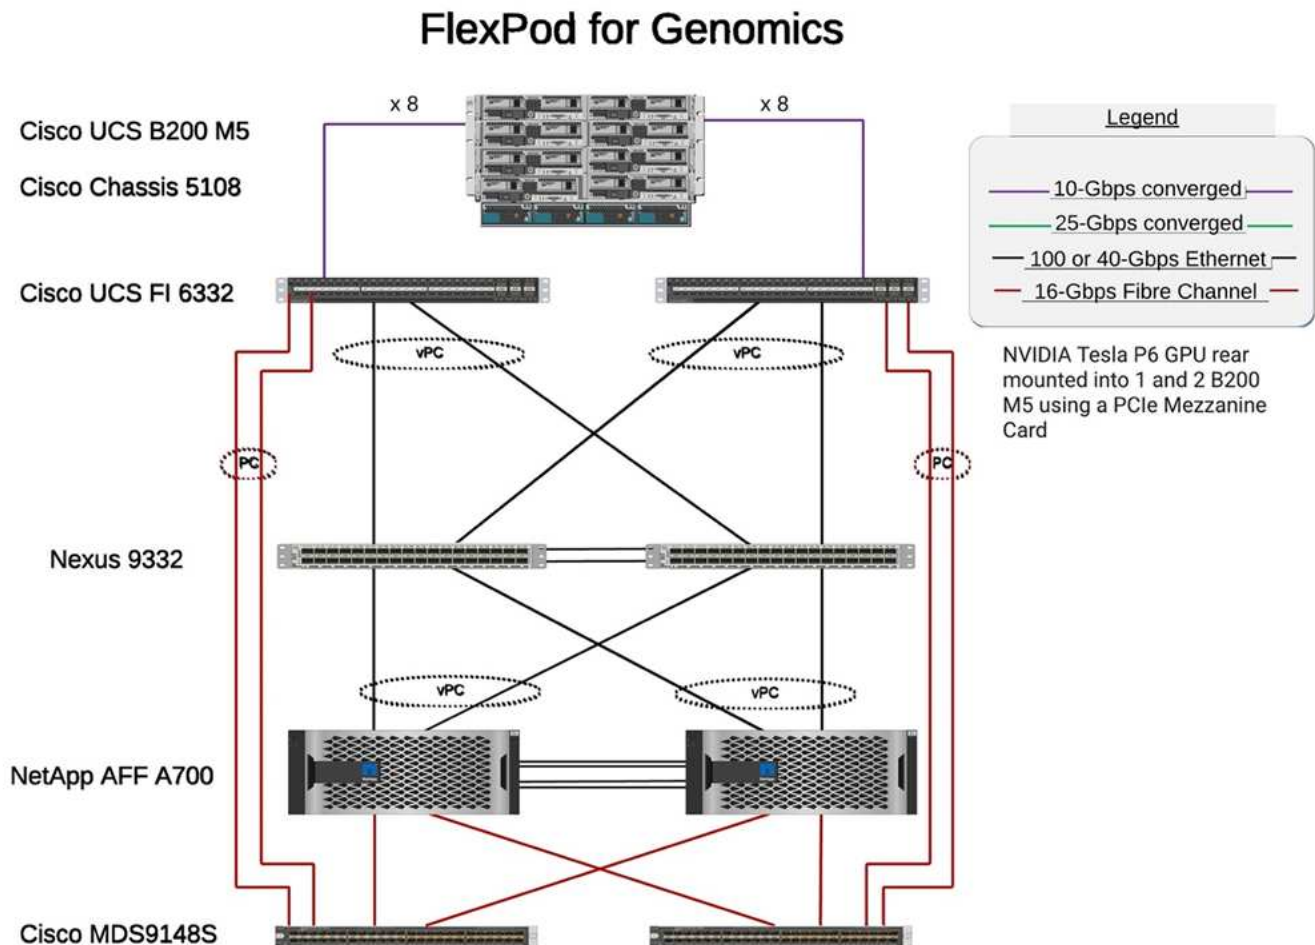 FlexPod for Genomics
x 8
x 8
Cisco UCS B200 M5
Cisco Chassis 5108
Legend
10-Gbps converged
25-Gbps converged
100 or 40-Gbps Ethernet
16-Gbps Fibre Channel
Cisco UCS FI 6332
vPC
vPC
NVIDIA Tesla P6 GPU rear
mounted into 1 and 2 B200
M5 using a PCIe Mezzanine
Card
PC
PC
Nexus 9332
vPC
vPC
NetApp AFF A700
Cisco MDS9148S